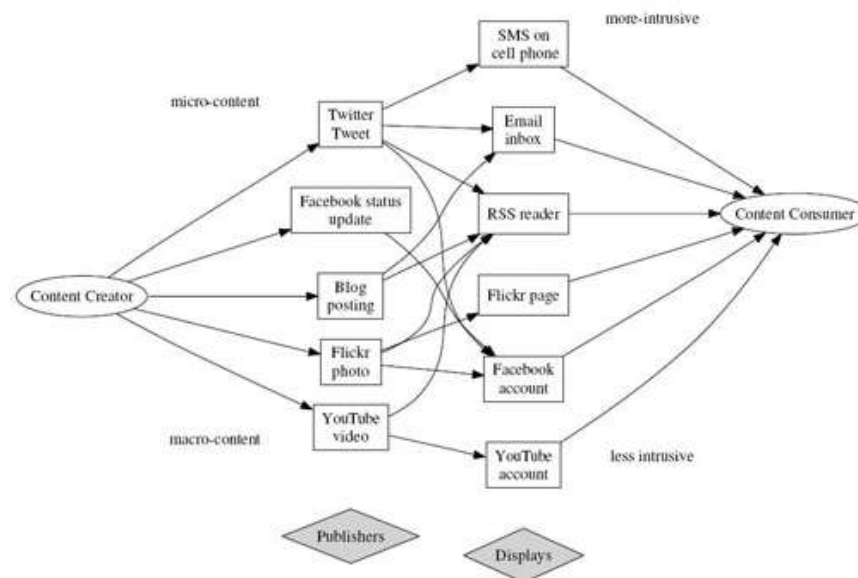 SMS on
cell phone
more-intrusive
micro-content
Twitter
Tweet
Email
inbox
Facebook status
update
RSS reader
Content Consumer
Content Creator
Blog
posting
Flickr page
Flickr
photo
Facebook
account
YouTube
video
macro-content
YouTube
account
less intrusive
Publishers
Displays